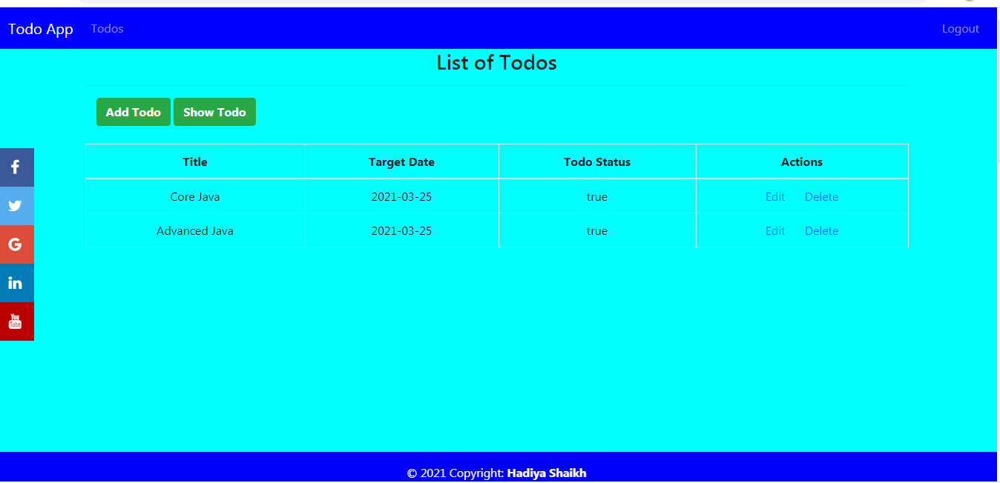 Todo App Todos Logout
List of Todos
Add Todo Show Todo
Title Target Date Todo Status Actions
Core Java 2021-03-25 true Edit Delete
Advanced Java 2021-03-25 true Edit Delete
f
G
in
You
Tube
© 2021 Copyright: Hadiya Shaikh